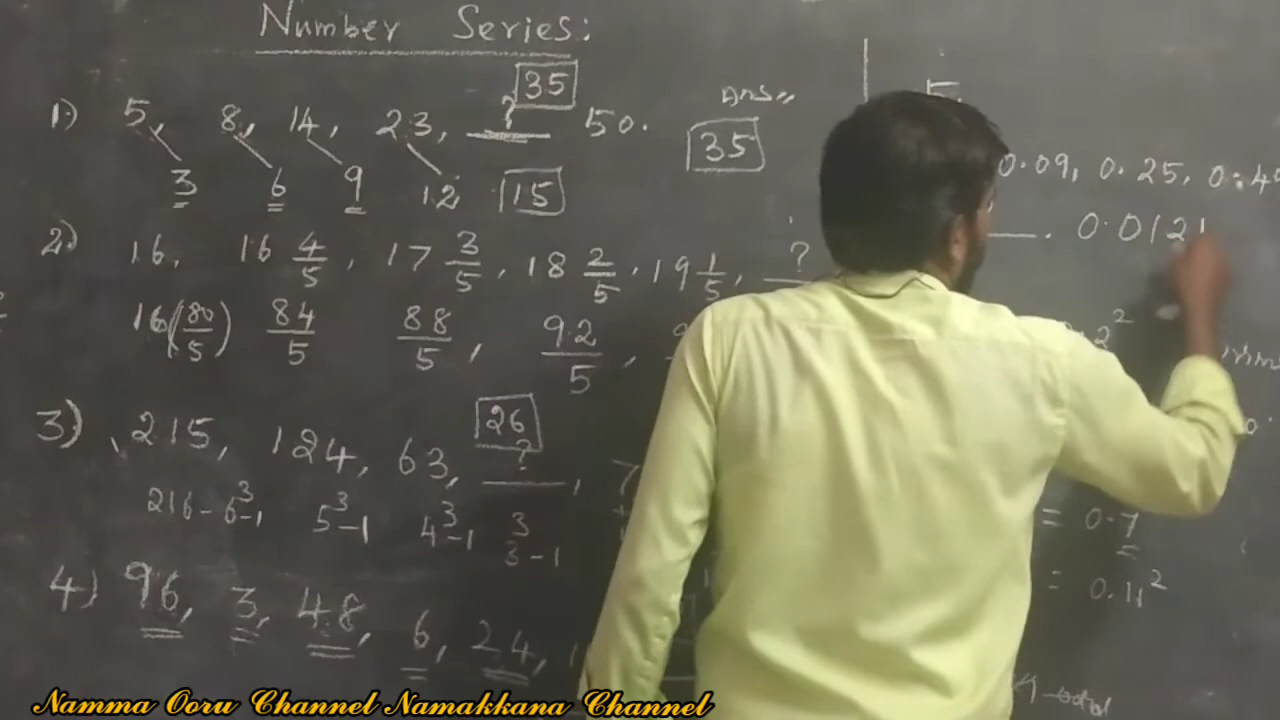 Number Series:
1) 5, 8, 14, 23, ? 35 50.
3 6 9 12 15
Ans,,
35
2) 16, 16 4/5, 17 3/5, 18 2/5, 19 1/5, ?
16(80/5) 84/5 88/5, 92/5,
3) 215, 124, 63, ? 26, 7
216-6³-1 5³-1 4³-1 3³-1
4) 96, 3, 48, 6, 24,
0.09, 0.25, 0.49
0.0121
2²
= 0.7
= 0.11²
Namma Ooru Channel Namakkana Channel